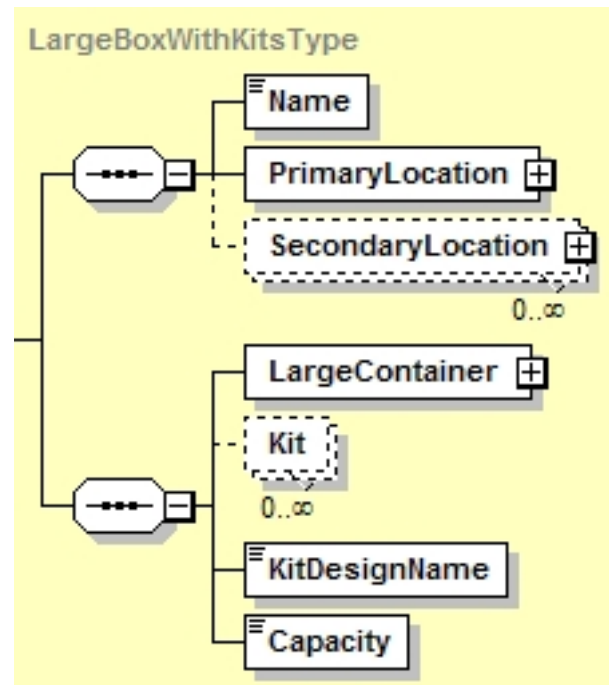 LargeBoxWithKitsType
Name
PrimaryLocation
SecondaryLocation
0..∞
LargeContainer
Kit
0..∞
KitDesignName
Capacity